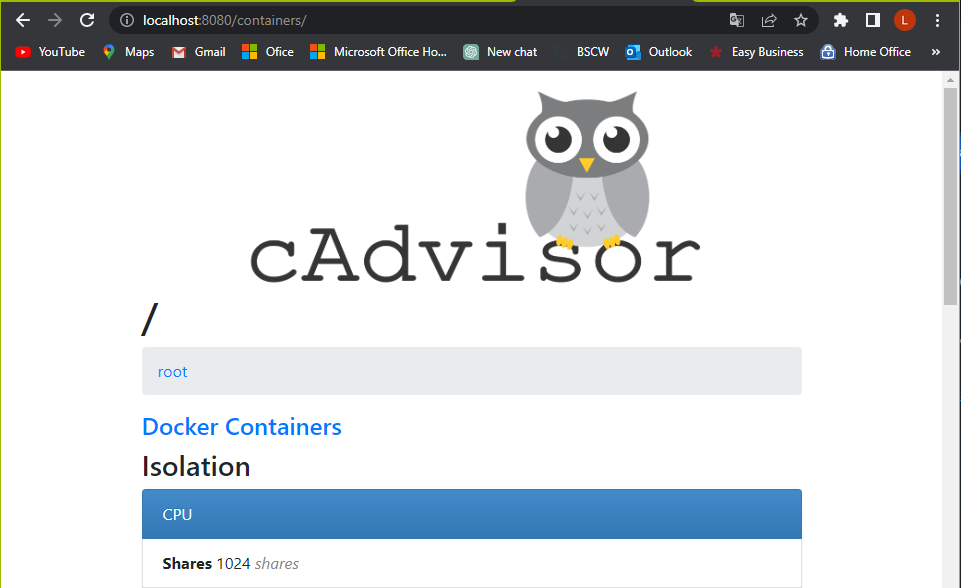 localhost:8080/containers/
L
YouTube Maps Gmail Ofice Microsoft Office Ho... New chat BSCW Outlook Easy Business Home Office »
cAdvisor
/
root
Docker Containers
Isolation
CPU
Shares 1024 shares